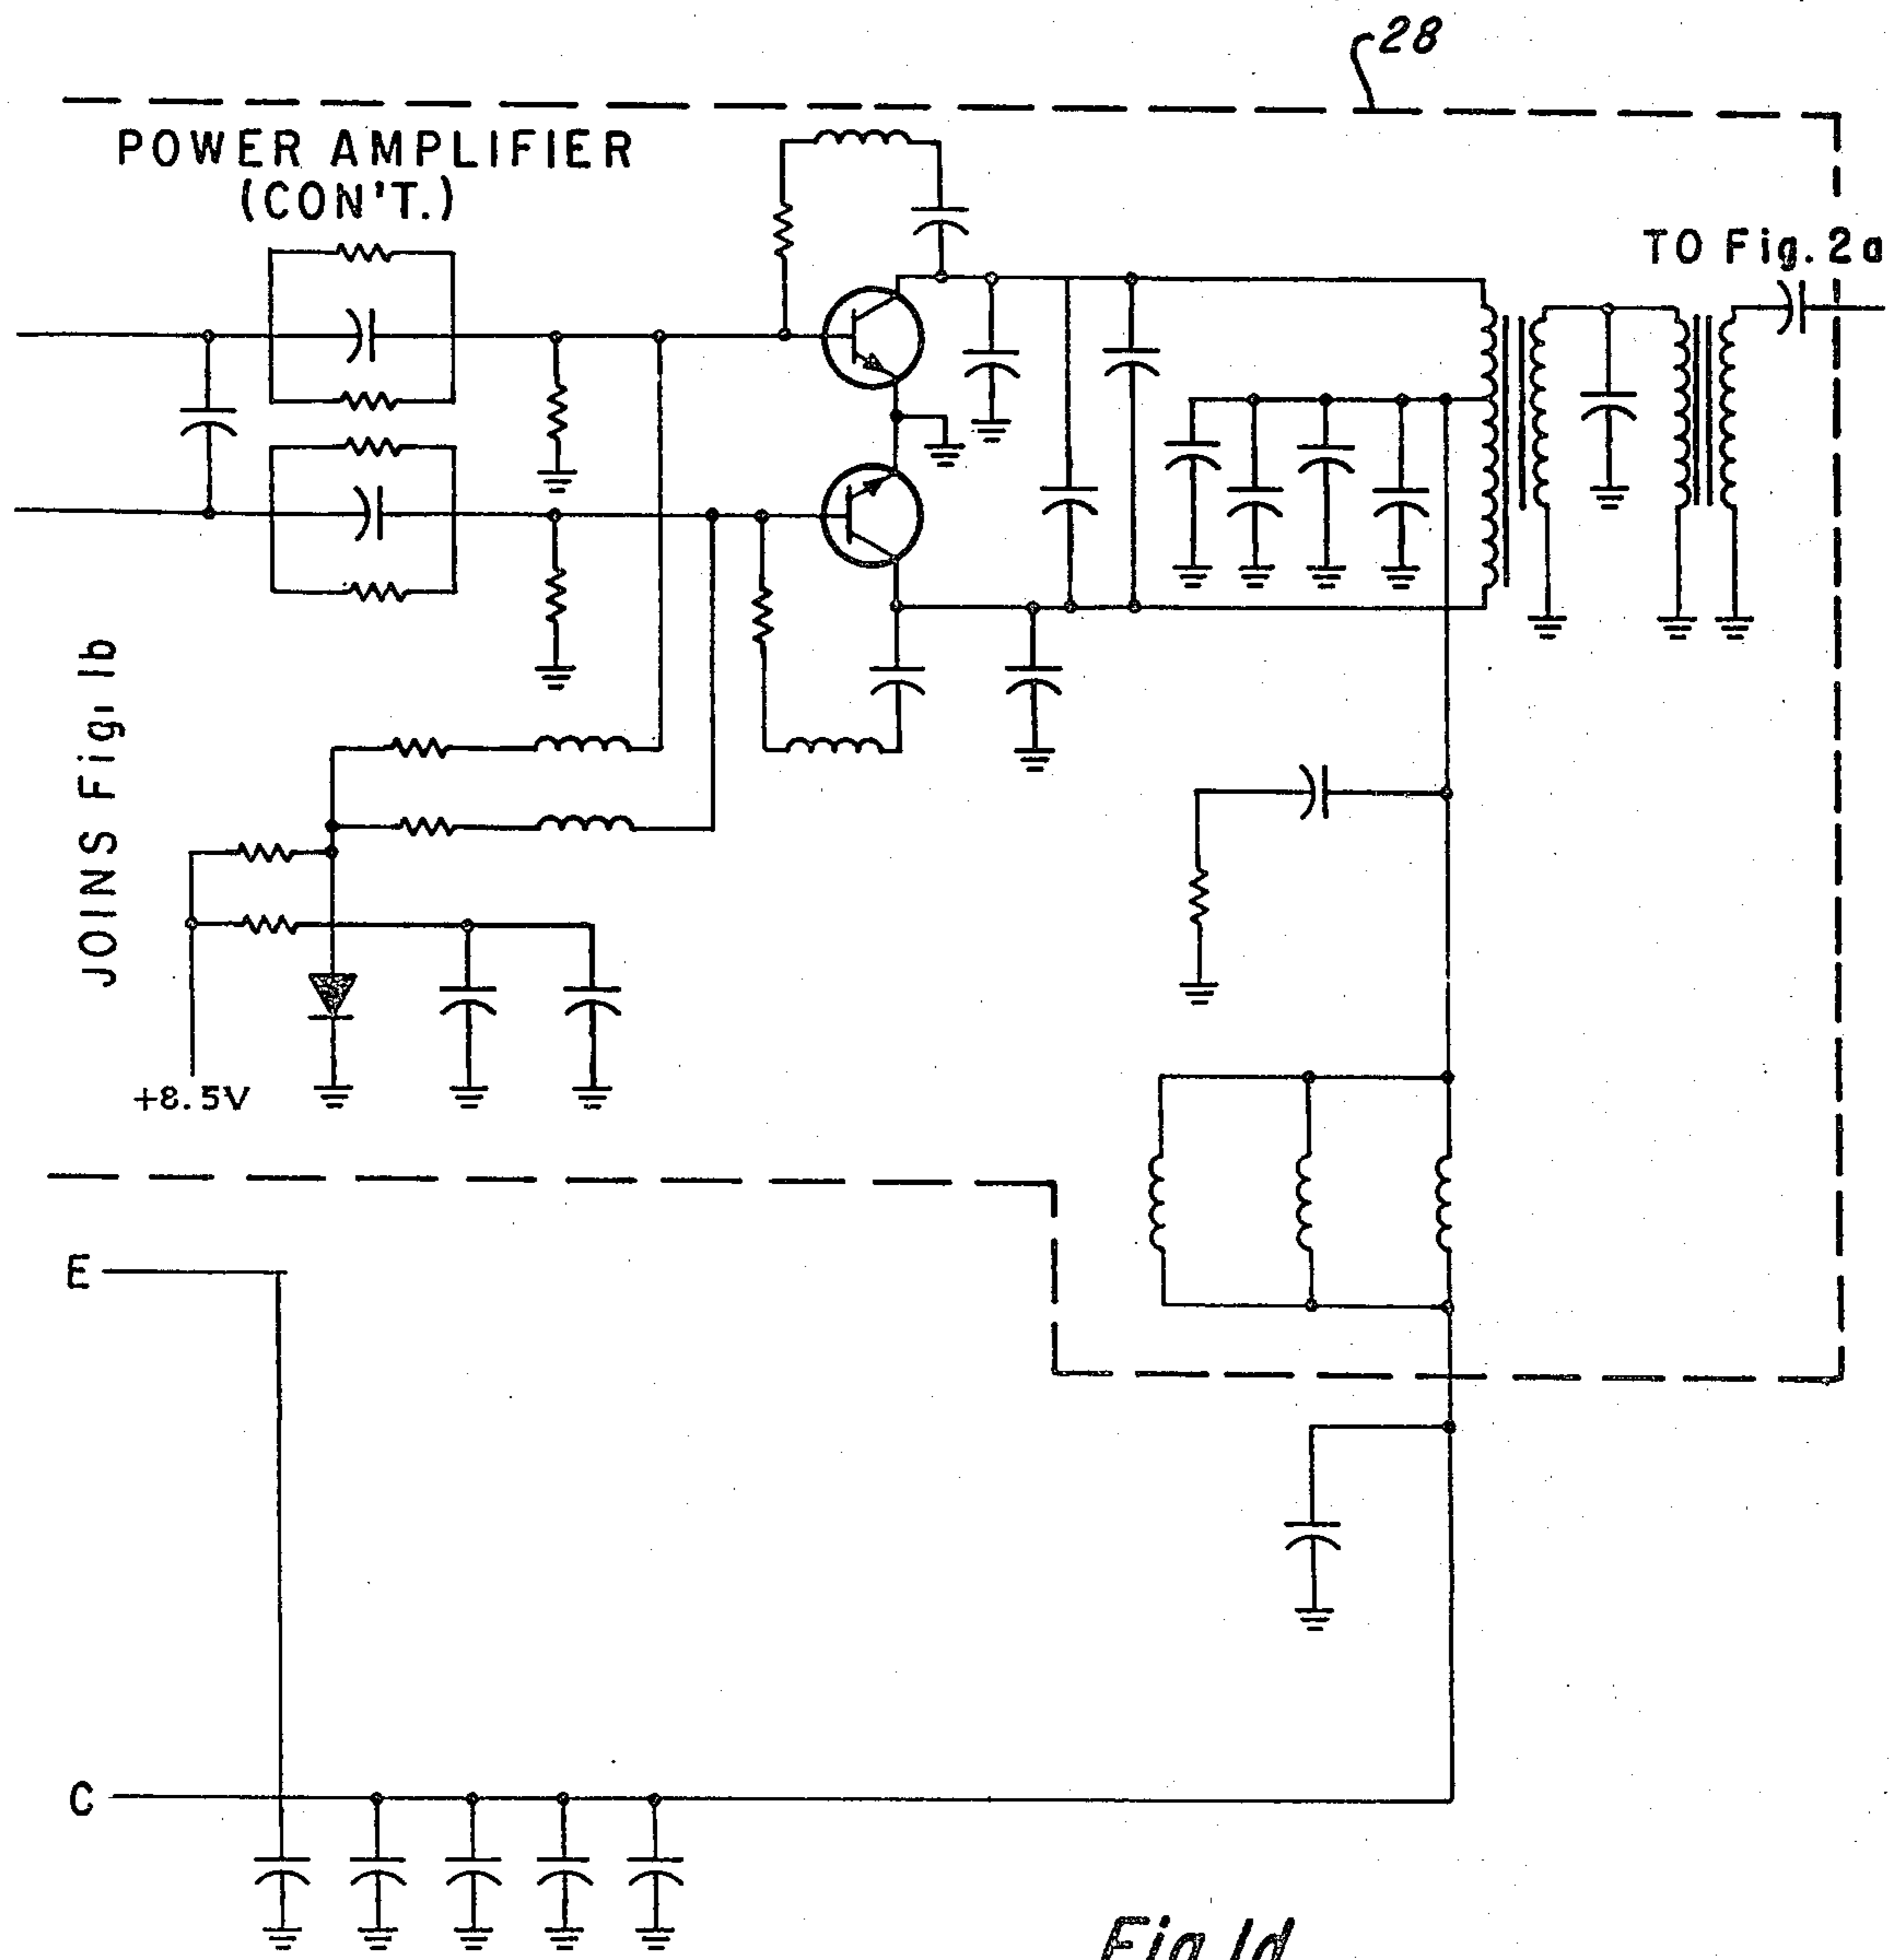 28
POWER AMPLIFIER
(CON'T.)
TO Fig. 2a
JOINS Fig. 1b
+8.5V
E
C
Fig 1d